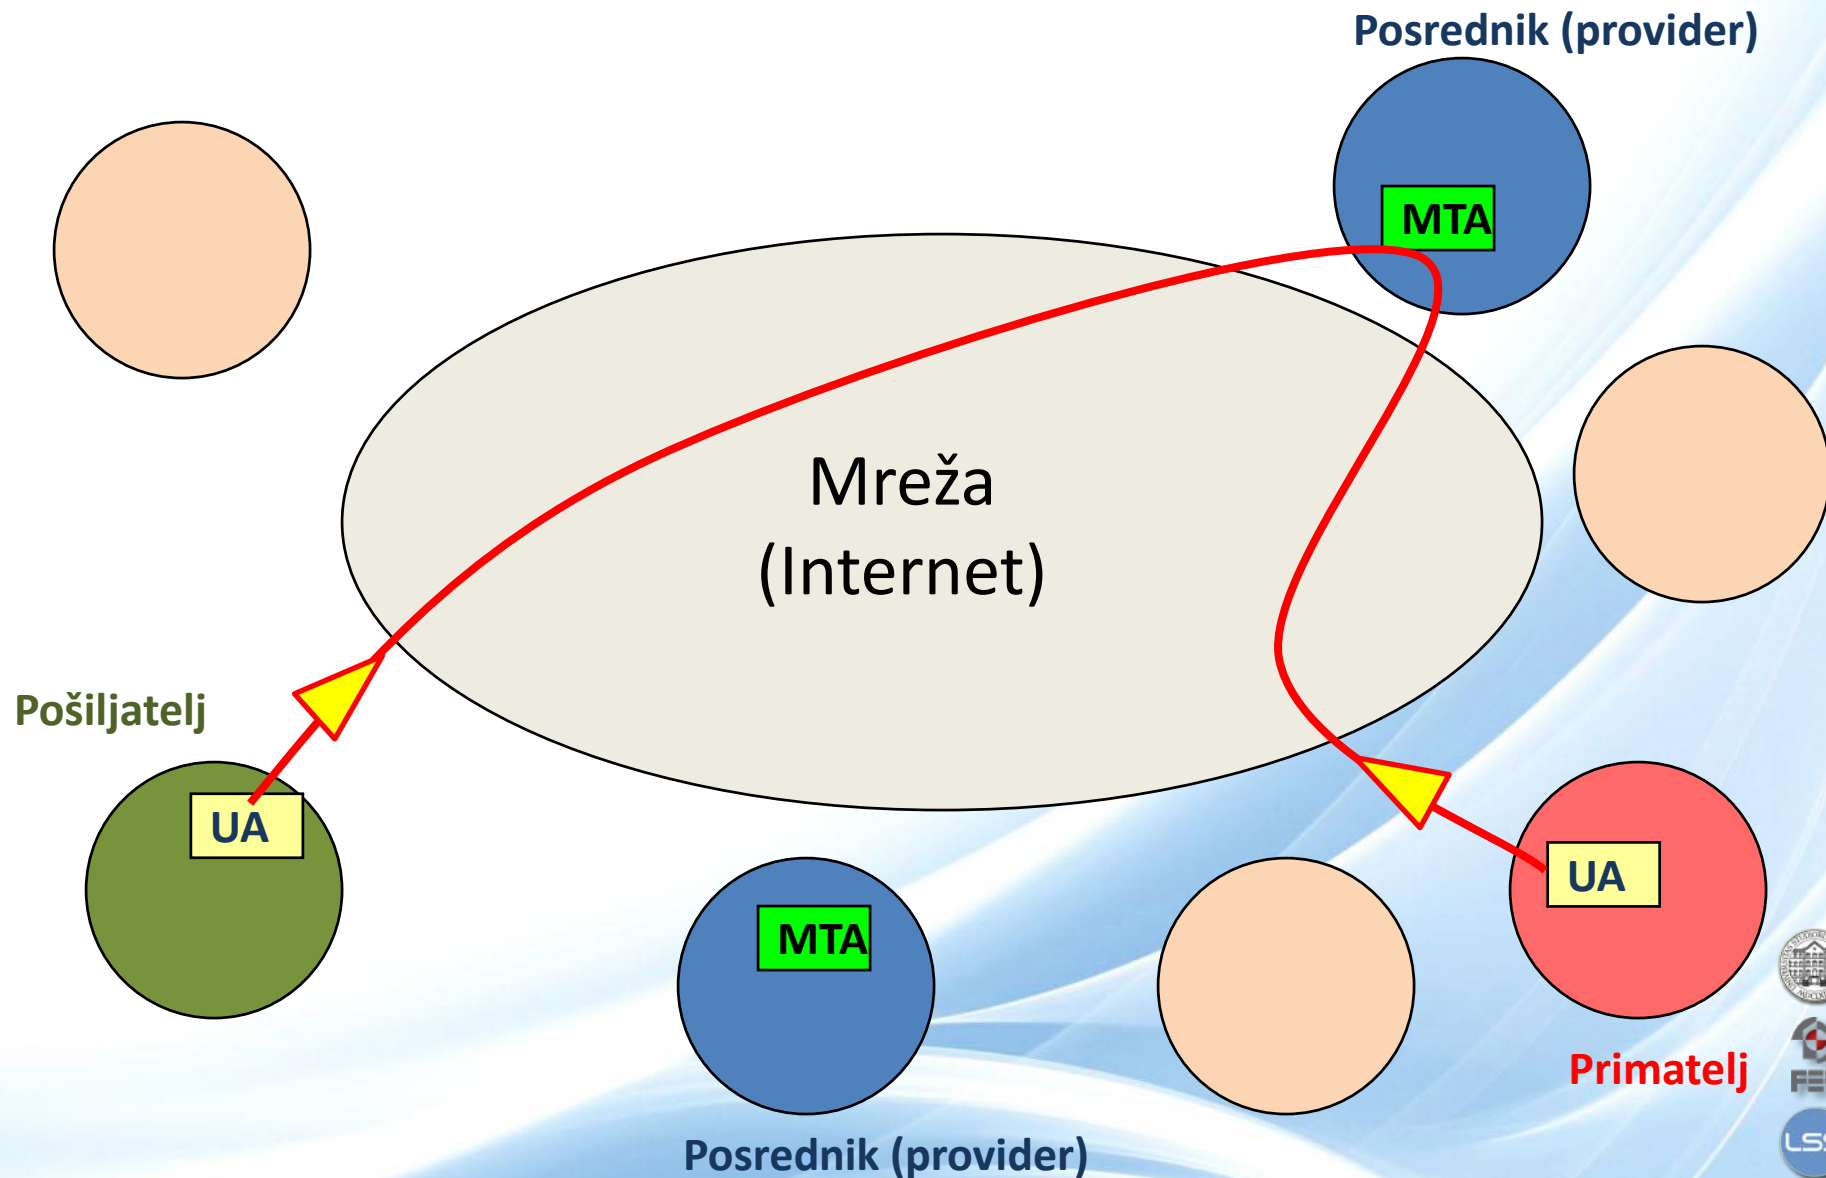 Posrednik (provider)
MTA
Mreža
(Internet)
Pošiljatelj
UA
UA
MTA
Primatelj
Posrednik (provider)